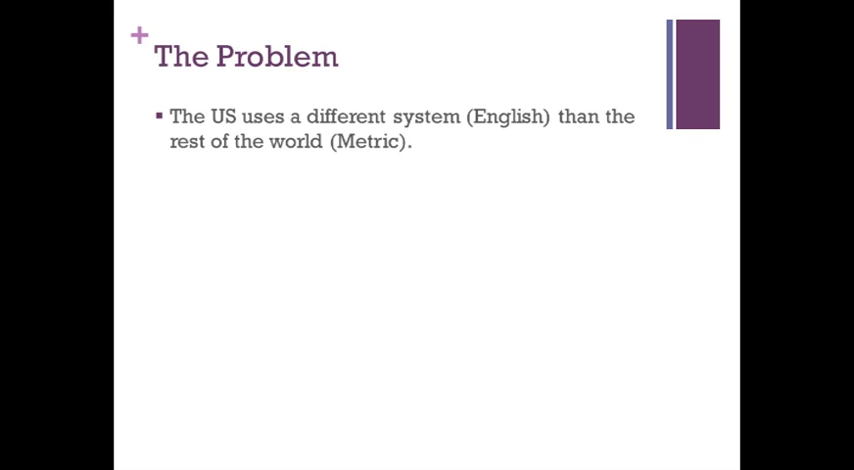 +
The Problem
▪ The US uses a different system (English) than the
rest of the world (Metric).